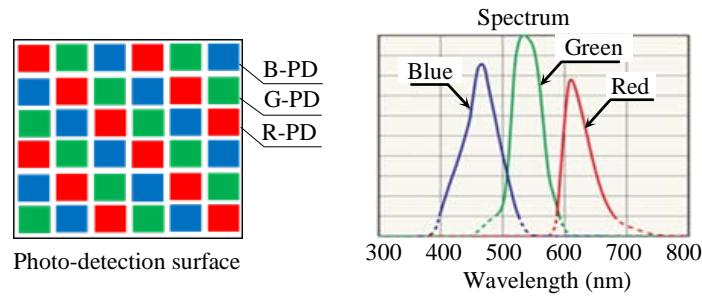 B-PD
G-PD
R-PD
Photo-detection surface
Spectrum
Blue
Green
Red
300 400 500 600 700 800
Wavelength (nm)